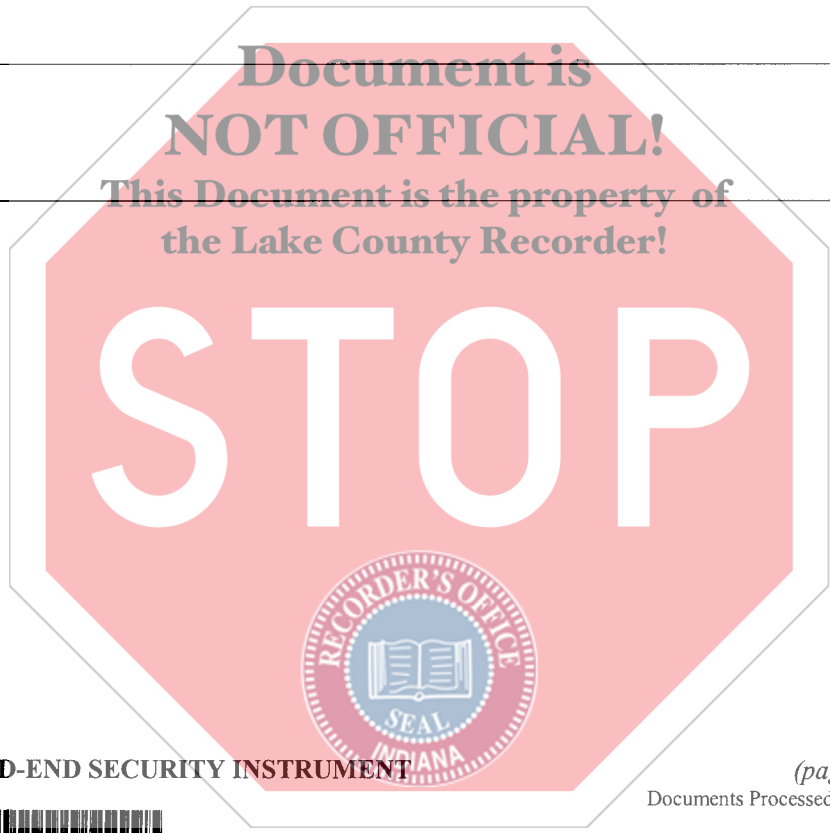 Document is
NOT OFFICIAL!
This Document is the property of
the Lake County Recorder!
STOP
RECORDER'S OFFICE
SEAL
INDIANA
D-END SECURITY INSTRUMENT
(pa
Documents Processed